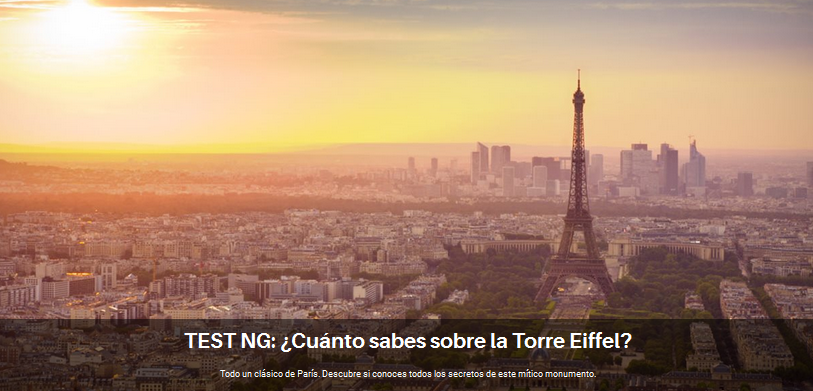 TEST NG: ¿Cuánto sabes sobre la Torre Eiffel?
Todo un clásico de París. Descubre si conoces todos los secretos de este mítico monumento.